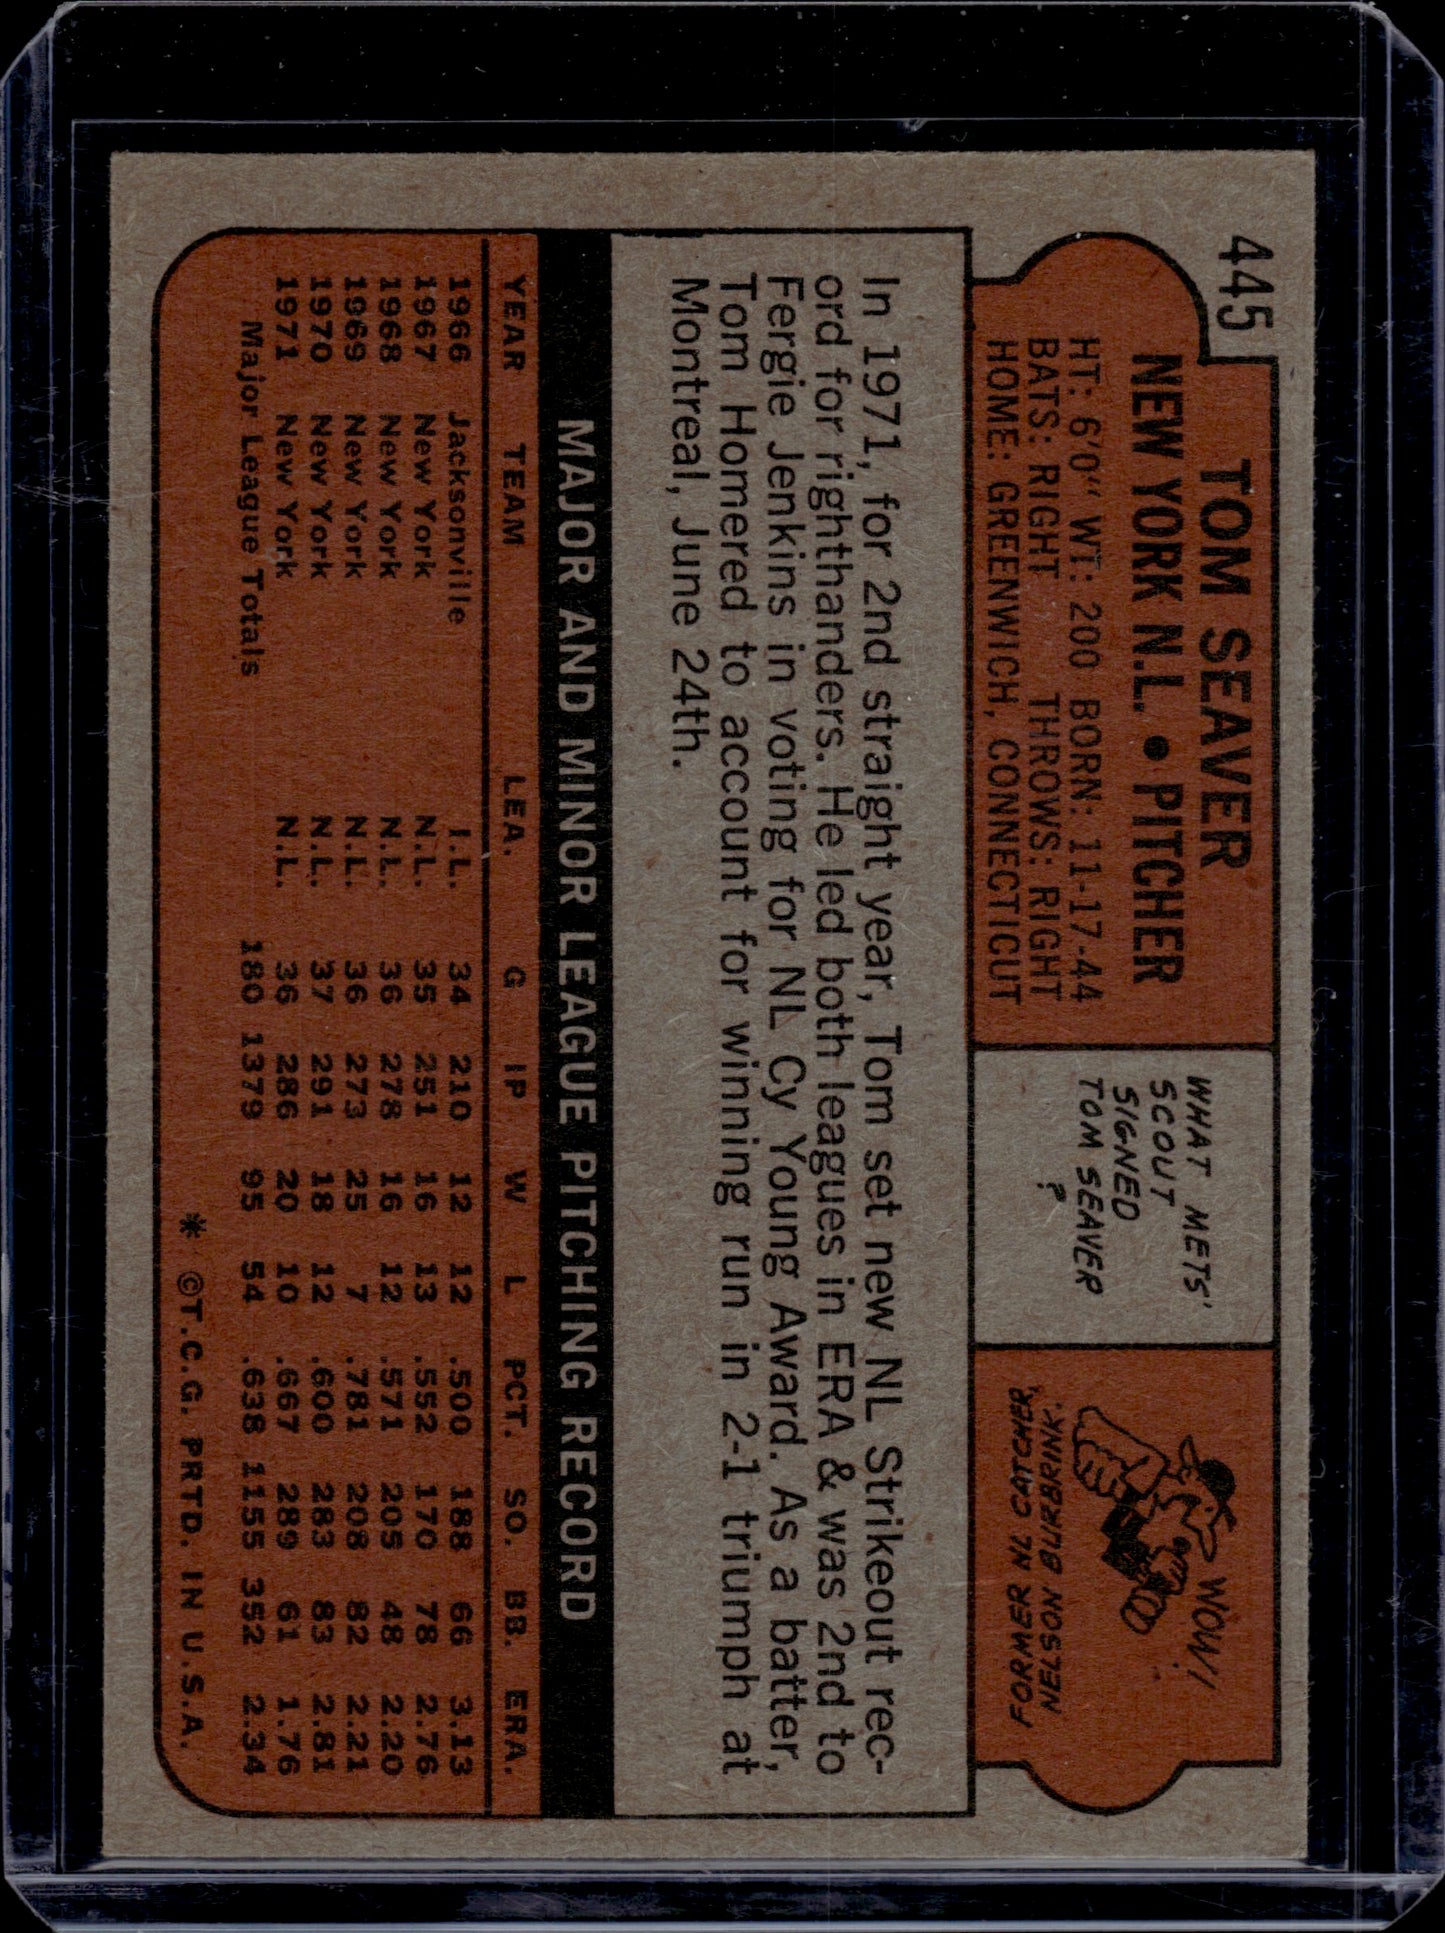 445
TOM SEAVER
NEW YORK N.L. • PITCHER
HT: 6'0" WT: 200 BORN: 11-17-44
BATS: RIGHT THROWS: RIGHT
HOME: GREENWICH, CONNECTICUT
WHAT METS'
SCOUT
SIGNED
TOM SEAVER
?
WOW!
FORMER N L CATCHER,
NELSON BURBRINK.
In 1971, for 2nd straight year, Tom set new NL Strikeout rec-
ord for righthanders. He led both leagues in ERA & was 2nd to
Fergie Jenkins in voting for NL Cy Young Award. As a batter,
Tom Homered to account for winning run in 2-1 triumph at
Montreal, June 24th.
MAJOR AND MINOR LEAGUE PITCHING RECORD
YEAR TEAM LEA. G IP W L PCT. SO. BB. ERA.
1966 Jacksonville I.L. 34 210 12 12 .500 188 66 3.13
1967 New York N.L. 35 251 16 13 .552 170 78 2.76
1968 New York N.L. 36 278 16 12 .571 205 48 2.20
1969 New York N.L. 36 273 25 7 .781 208 82 2.21
1970 New York N.L. 37 291 18 12 .600 283 83 2.81
1971 New York N.L. 36 286 20 10 .667 289 61 1.76
Major League Totals 180 1379 95 54 .638 1155 352 2.34
* ©T.C.G. PRTD. IN U.S.A.